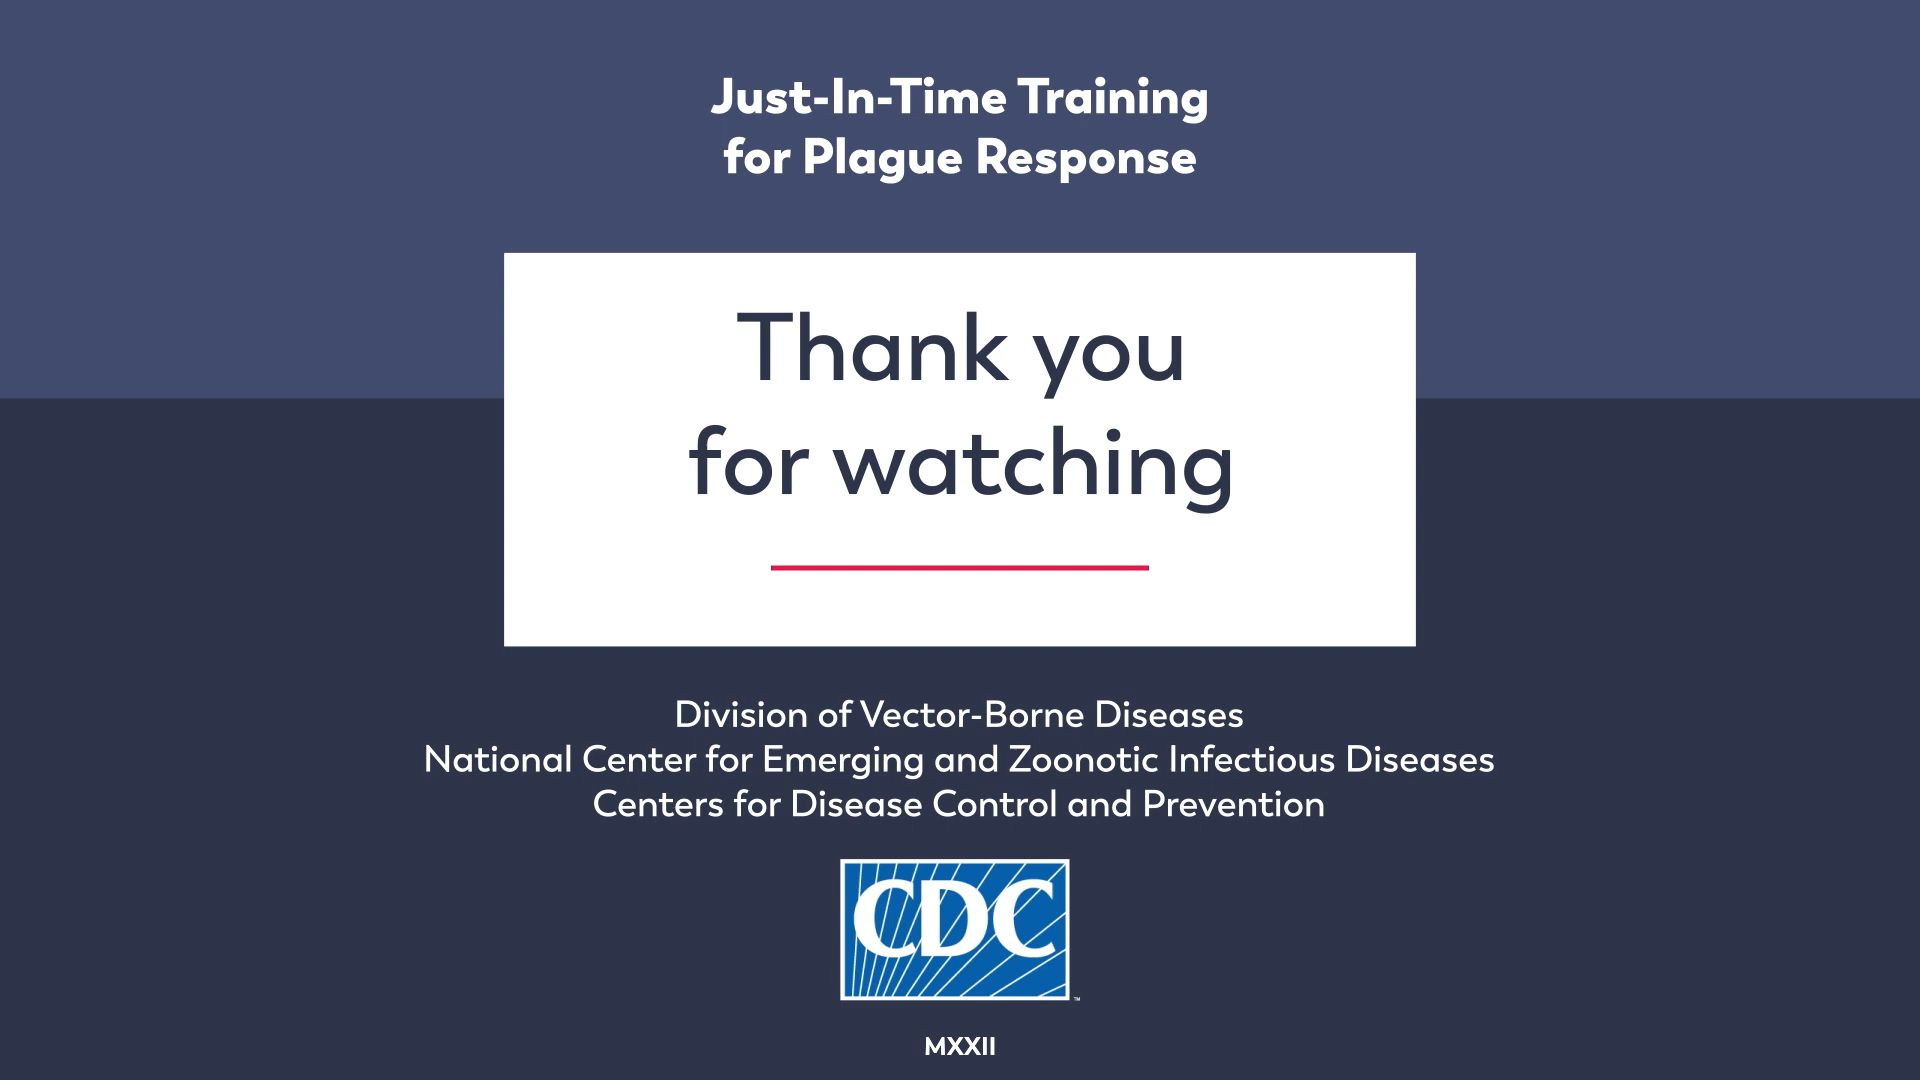 Just-In-Time Training
for Plague Response
Thank you
for watching
Division of Vector-Borne Diseases
National Center for Emerging and Zoonotic Infectious Diseases
Centers for Disease Control and Prevention
CDC
™
MXXII